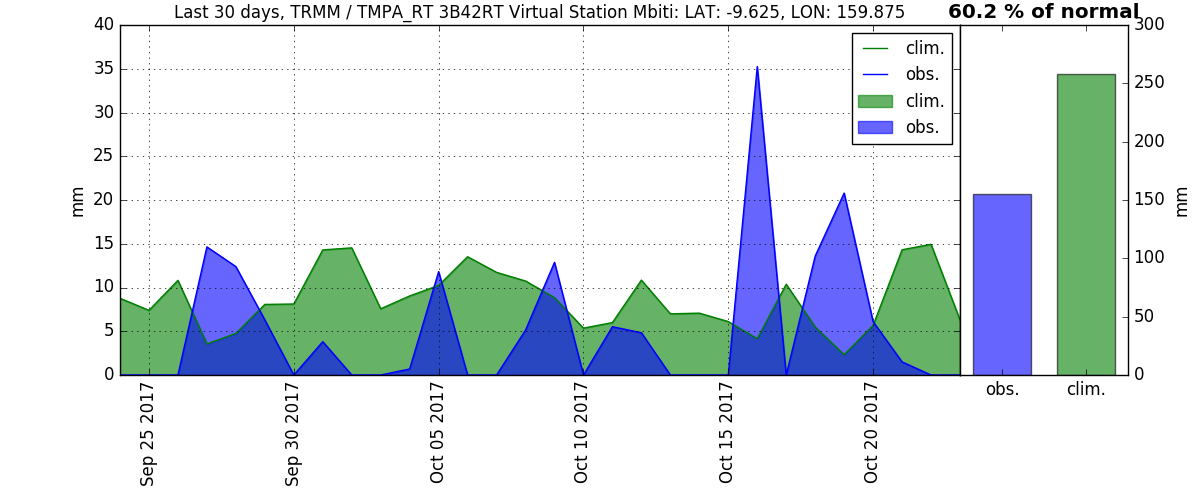 Last 30 days, TRMM / TMPA_RT 3B42RT Virtual Station Mbiti: LAT: -9.625, LON: 159.875
60.2 % of normal
40
35
30
25
20
15
10
5
0
mm
clim.
obs.
clim.
obs.
300
250
200
150
100
50
0
mm
obs.
clim.
Sep 25 2017
Sep 30 2017
Oct 05 2017
Oct 10 2017
Oct 15 2017
Oct 20 2017